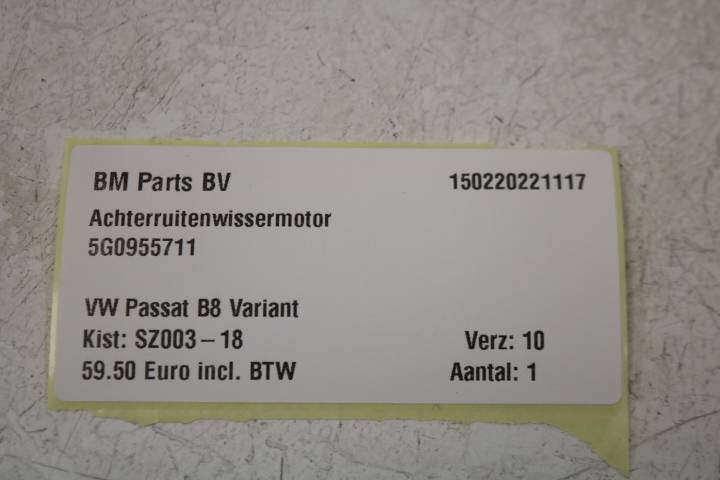 BM Parts BV 150220221117
Achterruitenwissermotor
5G0955711
VW Passat B8 Variant
Kist: SZ003-18 Verz: 10
59.50 Euro incl. BTW Aantal: 1